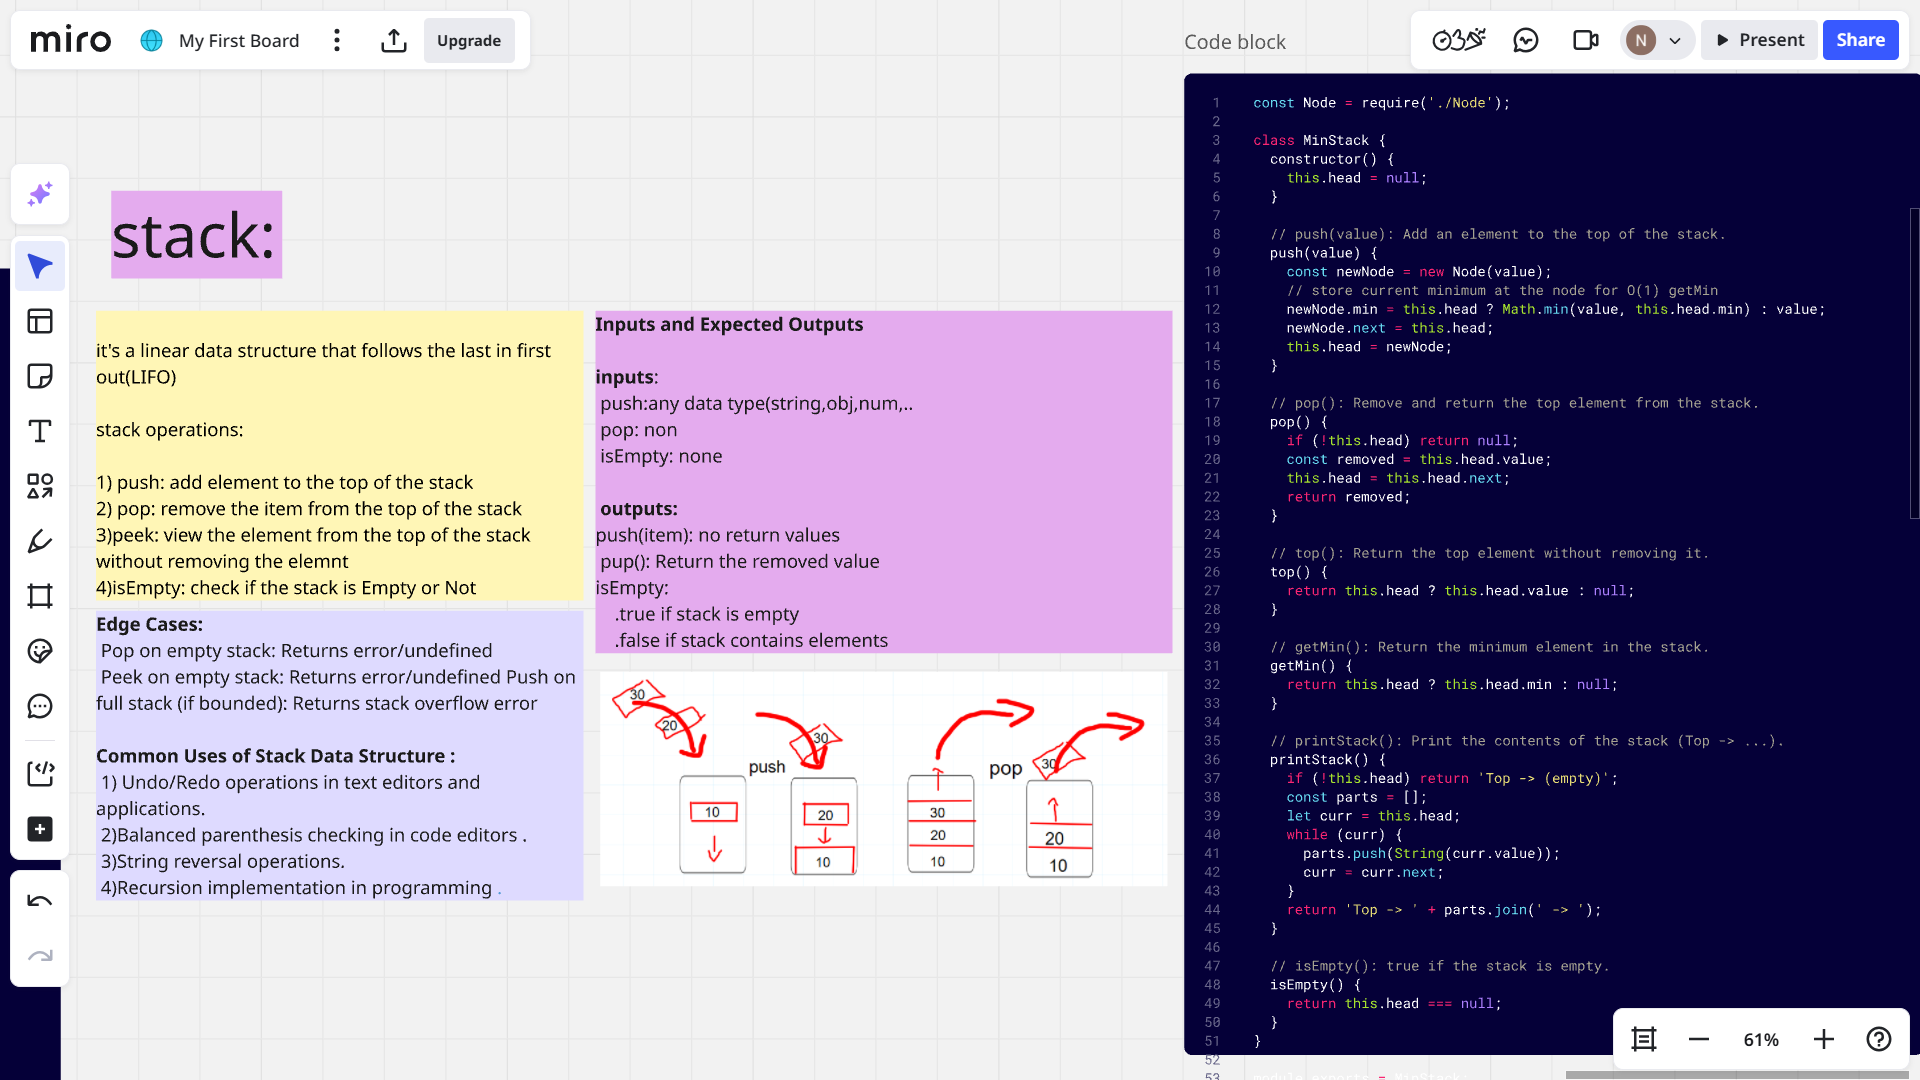 miro
My First Board
Upgrade
Code block
N
Present
Share
stack:
it's a linear data structure that follows the last in first
out(LIFO)
stack operations:
1) push: add element to the top of the stack
2) pop: remove the item from the top of the stack
3)peek: view the element from the top of the stack
without removing the elemnt
4)isEmpty: check if the stack is Empty or Not
Edge Cases:
Pop on empty stack: Returns error/undefined
Peek on empty stack: Returns error/undefined Push on
full stack (if bounded): Returns stack overflow error
Common Uses of Stack Data Structure :
1) Undo/Redo operations in text editors and
applications.
2)Balanced parenthesis checking in code editors .
3)String reversal operations.
4)Recursion implementation in programming .
Inputs and Expected Outputs
inputs:
push:any data type(string,obj,num,..
pop: non
isEmpty: none
outputs:
push(item): no return values
pup(): Return the removed value
isEmpty:
.true if stack is empty
.false if stack contains elements
30
20
10
push
30
20
10
30
20
10
pop
30
20
10
1 const Node = require('./Node');
2
3 class MinStack {
4 constructor() {
5 this.head = null;
6 }
7
8 // push(value): Add an element to the top of the stack.
9 push(value) {
10 const newNode = new Node(value);
11 // store current minimum at the node for O(1) getMin
12 newNode.min = this.head ? Math.min(value, this.head.min) : value;
13 newNode.next = this.head;
14 this.head = newNode;
15 }
16
17 // pop(): Remove and return the top element from the stack.
18 pop() {
19 if (!this.head) return null;
20 const removed = this.head.value;
21 this.head = this.head.next;
22 return removed;
23 }
24
25 // top(): Return the top element without removing it.
26 top() {
27 return this.head ? this.head.value : null;
28 }
29
30 // getMin(): Return the minimum element in the stack.
31 getMin() {
32 return this.head ? this.head.min : null;
33 }
34
35 // printStack(): Print the contents of the stack (Top -> ...).
36 printStack() {
37 if (!this.head) return 'Top -> (empty)';
38 const parts = [];
39 let curr = this.head;
40 while (curr) {
41 parts.push(String(curr.value));
42 curr = curr.next;
43 }
44 return 'Top -> ' + parts.join(' -> ');
45 }
46
47 // isEmpty(): true if the stack is empty.
48 isEmpty() {
49 return this.head === null;
50 }
51 }
52
53 module.exports = MinStack;
61%